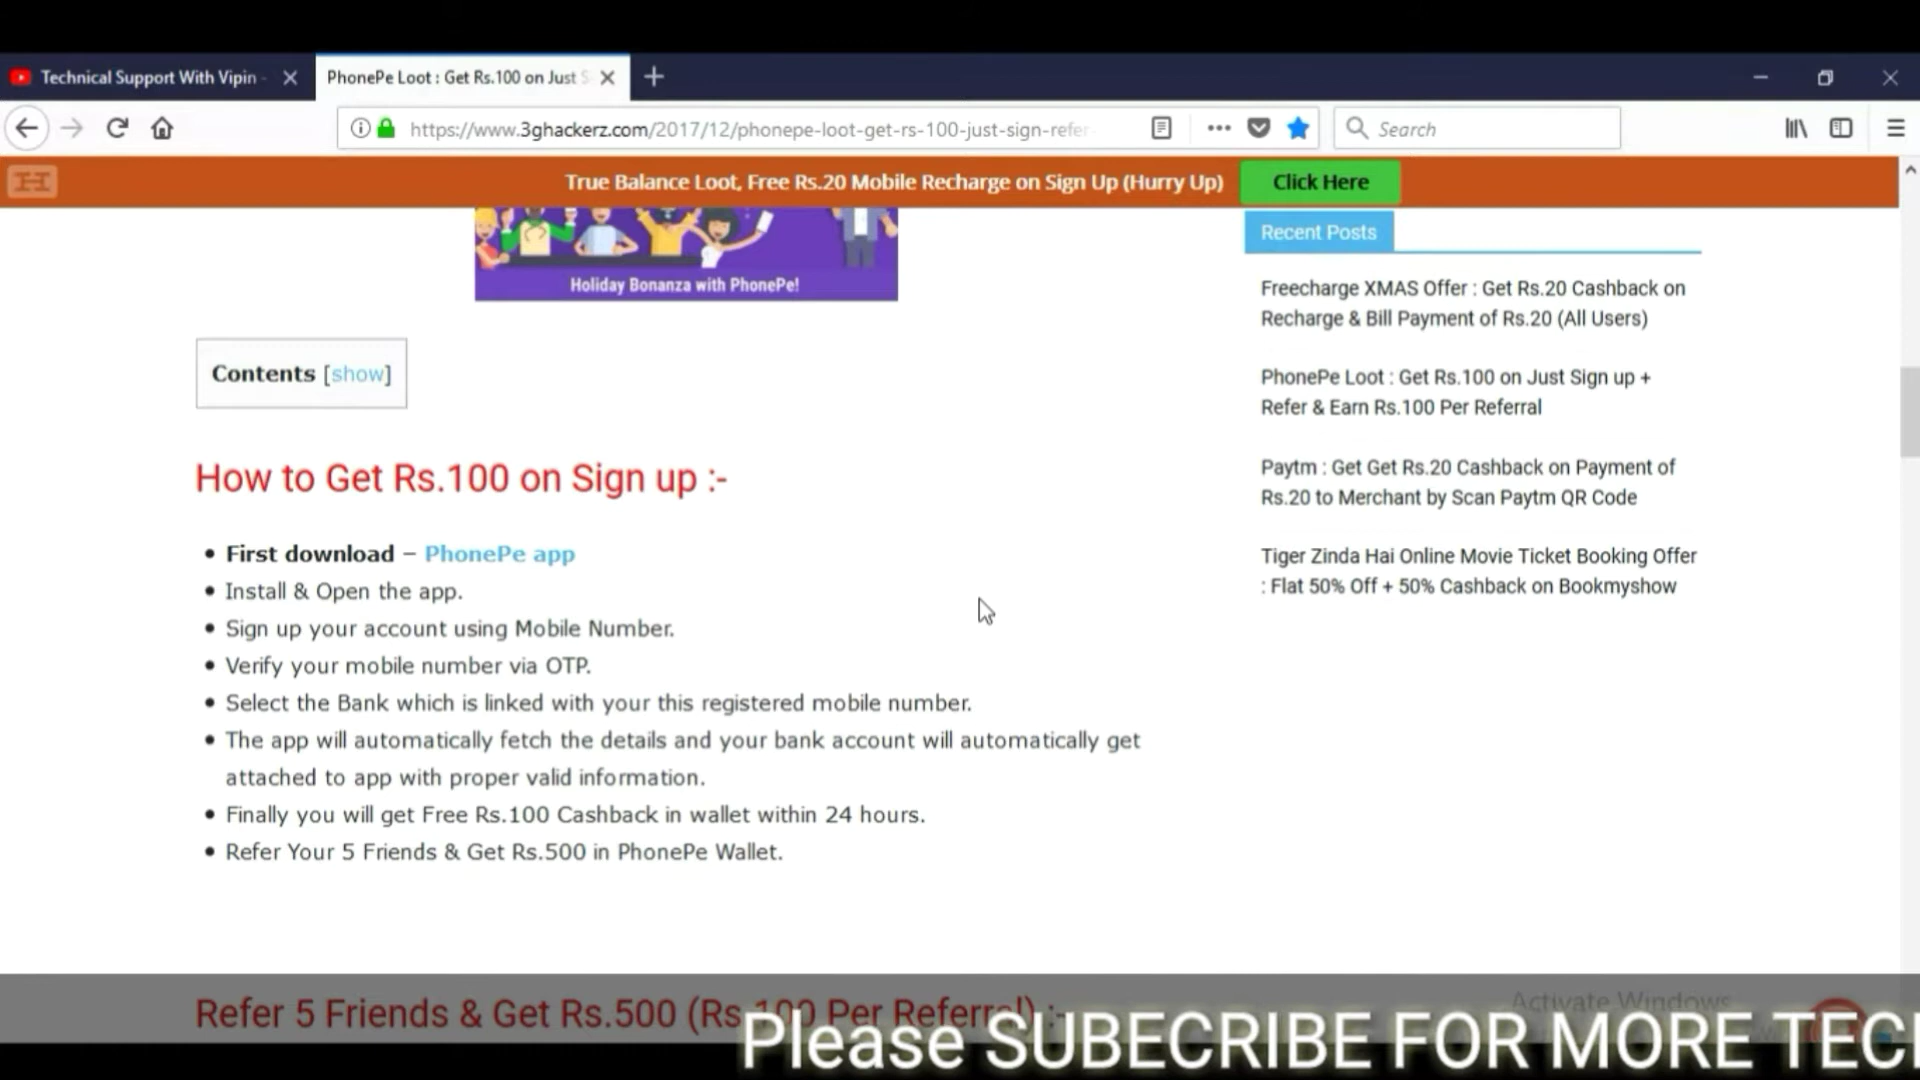 Technical Support With Vipin -
PhonePe Loot : Get Rs.100 on Just S
https://www.3ghackerz.com/2017/12/phonepe-loot-get-rs-100-just-sign-refer-
Search
True Balance Loot, Free Rs.20 Mobile Recharge on Sign Up (Hurry Up)
Click Here
Holiday Bonanza with PhonePe!
Contents [show]
How to Get Rs.100 on Sign up :-
• First download – PhonePe app
• Install & Open the app.
• Sign up your account using Mobile Number.
• Verify your mobile number via OTP.
• Select the Bank which is linked with your this registered mobile number.
• The app will automatically fetch the details and your bank account will automatically get
attached to app with proper valid information.
• Finally you will get Free Rs.100 Cashback in wallet within 24 hours.
• Refer Your 5 Friends & Get Rs.500 in PhonePe Wallet.
Refer 5 Friends & Get Rs.500 (Rs.100 Per Referral) :-
Recent Posts
Freecharge XMAS Offer : Get Rs.20 Cashback on
Recharge & Bill Payment of Rs.20 (All Users)
PhonePe Loot : Get Rs.100 on Just Sign up +
Refer & Earn Rs.100 Per Referral
Paytm : Get Get Rs.20 Cashback on Payment of
Rs.20 to Merchant by Scan Paytm QR Code
Tiger Zinda Hai Online Movie Ticket Booking Offer
: Flat 50% Off + 50% Cashback on Bookmyshow
Activate Windows
Please SUBECRIBE FOR MORE TECH